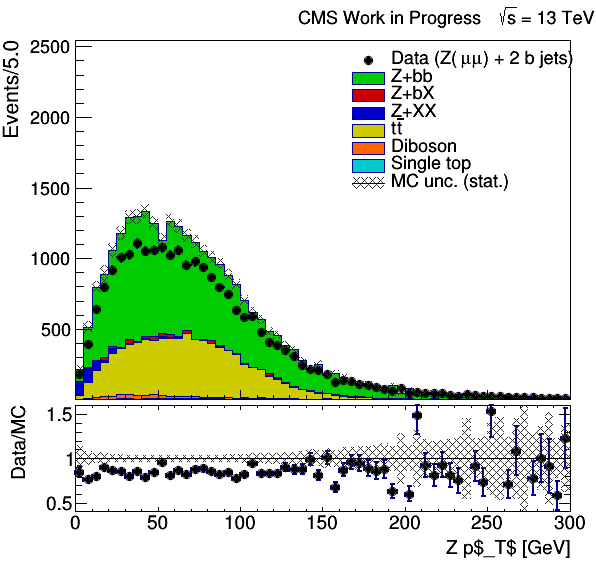 CMS Work in Progress √s = 13 TeV
Events/5.0
2500
2000
1500
1000
500
Data (Z(μμ) + 2 b jets)
Z+bb
Z+bX
Z+XX
tt̄
Diboson
Single top
MC unc. (stat.)
Data/MC
1.5
1
0.5
0 50 100 150 200 250 300
Z p$_T$ [GeV]